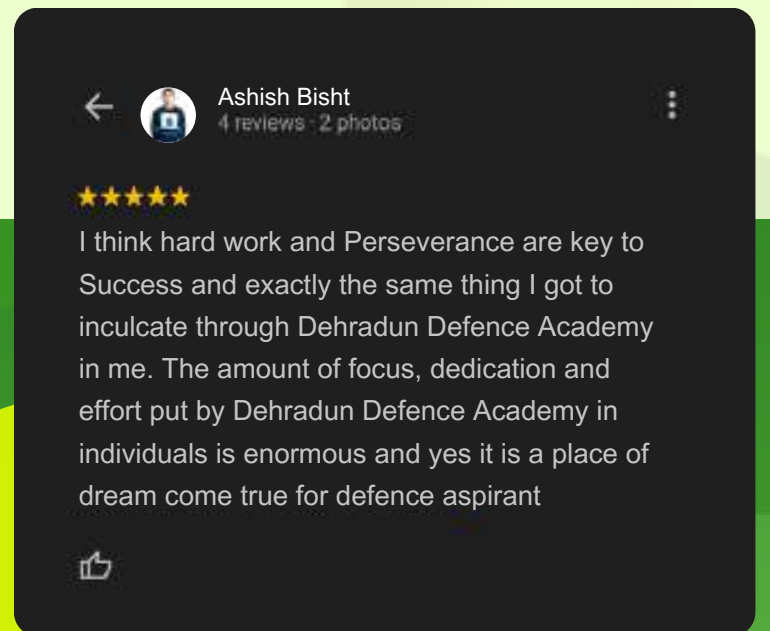 Ashish Bisht
4 reviews · 2 photos
I think hard work and Perseverance are key to
Success and exactly the same thing I got to
inculcate through Dehradun Defence Academy
in me. The amount of focus, dedication and
effort put by Dehradun Defence Academy in
individuals is enormous and yes it is a place of
dream come true for defence aspirant